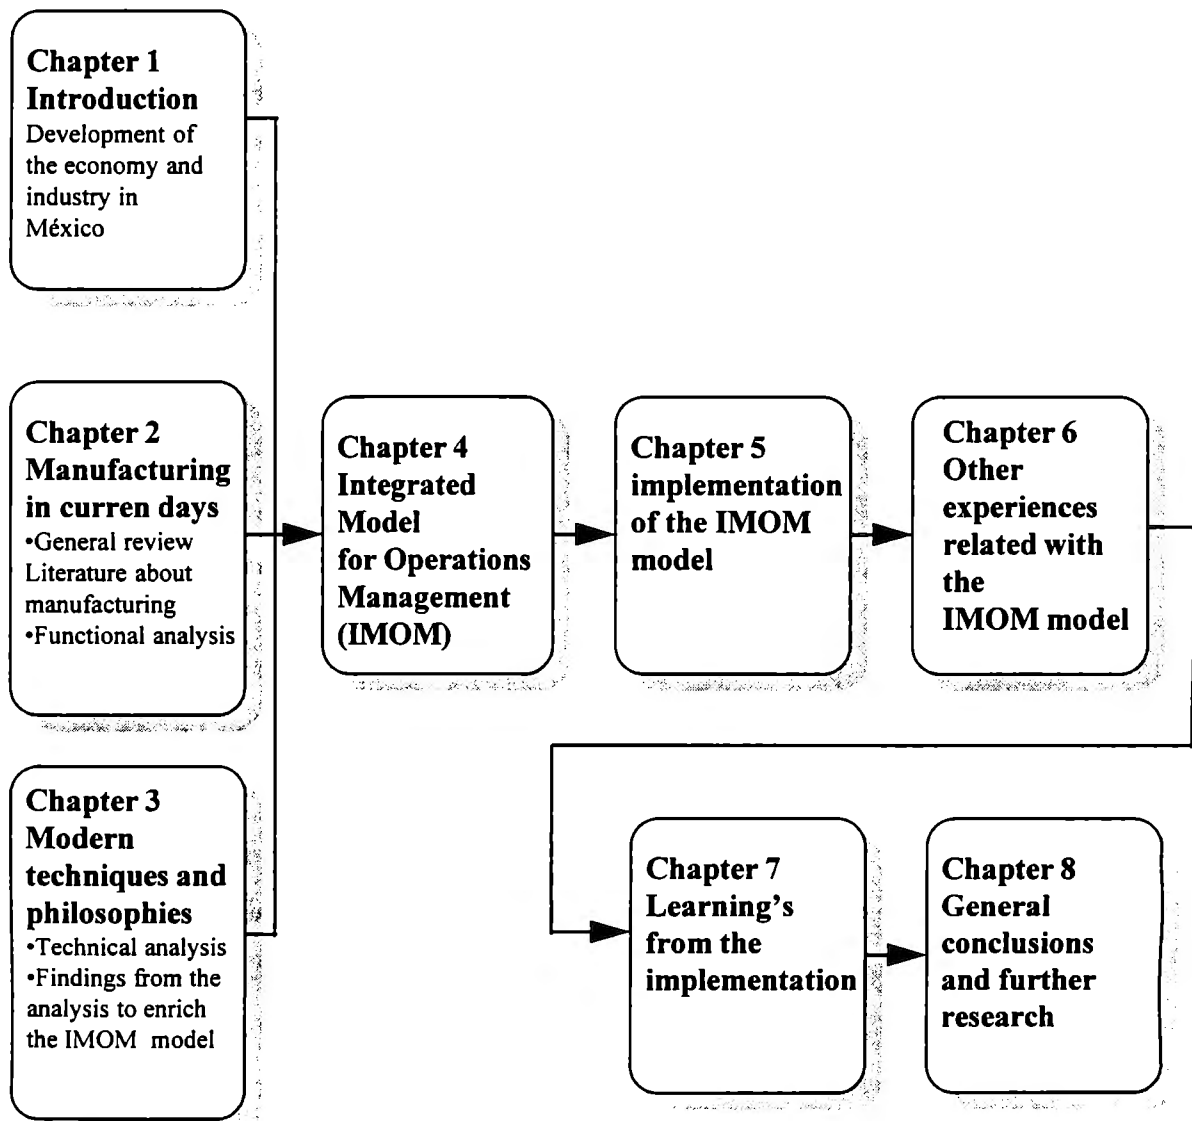 Chapter 1
Introduction
Development of
the economy and
industry in
México
Chapter 2
Manufacturing
in curren days
•General review
Literature about
manufacturing
•Functional analysis
Chapter 3
Modern
techniques and
philosophies
•Technical analysis
•Findings from the
analysis to enrich
the IMOM model
Chapter 4
Integrated
Model
for Operations
Management
(IMOM)
Chapter 5
implementation
of the IMOM
model
Chapter 6
Other
experiences
related with
the
IMOM model
Chapter 7
Learning’s
from the
implementation
Chapter 8
General
conclusions
and further
research